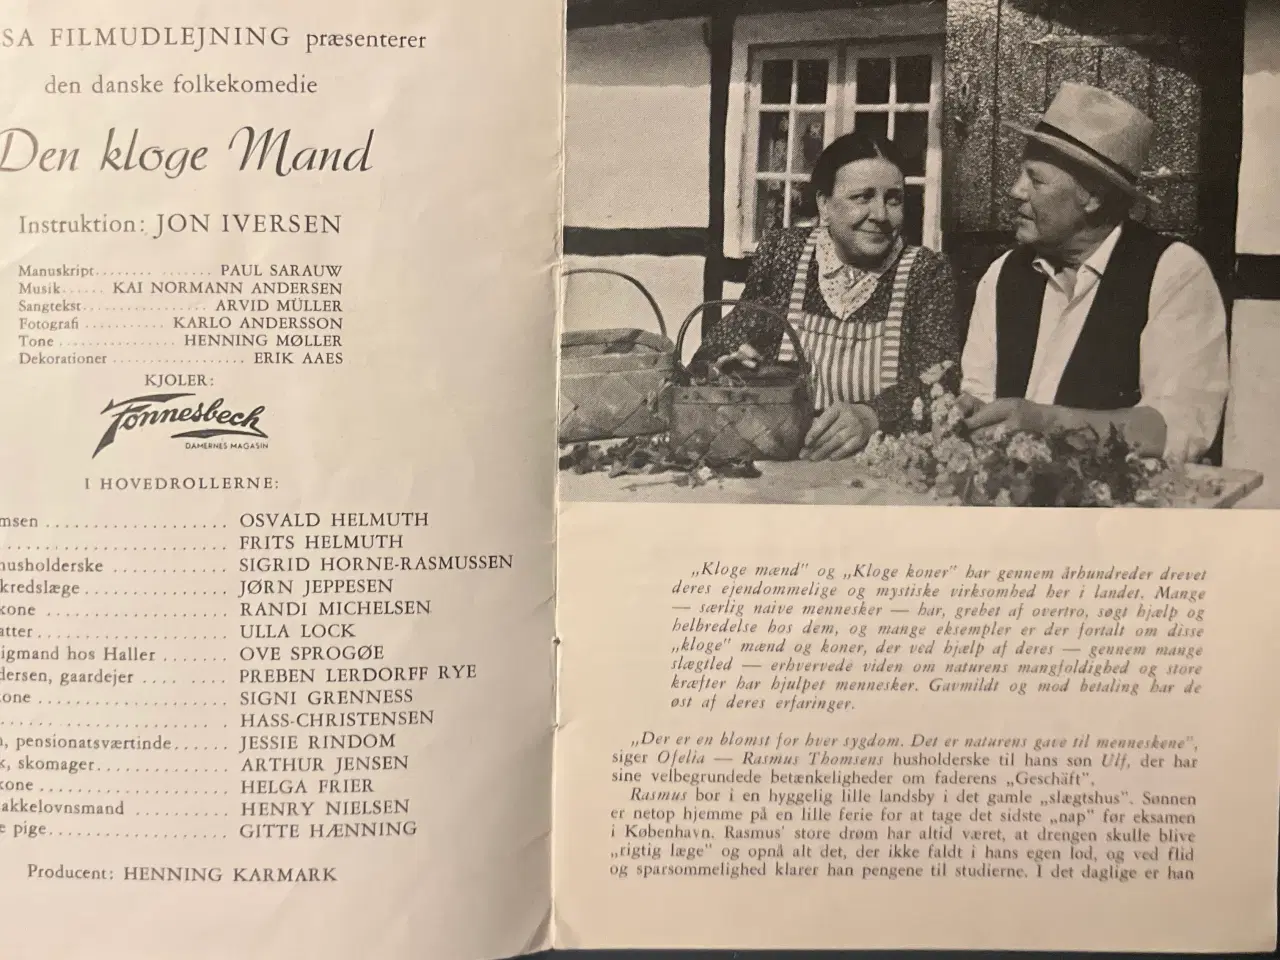 SA FILMUDLEJNING præsenterer
den danske folkekomedie
Den kloge Mand
Instruktion: JON IVERSEN
Manuskript........ ....... PAUL SARAUW
Musik...... KAI NORMANN ANDERSEN
Sangtekst................ ARVID MÜLLER
Fotografi ........... KARLO ANDERSSON
Tone ................ HENNING MØLLER
Dekorationer .................. ERIK AAES
KJOLER:
Fonnesbech
DAMERNES MAGASIN
I HOVEDROLLERNE:
msen ................... OSVALD HELMUTH
....................... FRITS HELMUTH
husholderske ............ SIGRID HORNE-RASMUSSEN
kredslæge............... JØRN JEPPESEN
kone .................... RANDI MICHELSEN
atter.................... ULLA LOCK
igmand hos Haller ........ OVE SPROGØE
dersen, gaardejer .... ..... PREBEN LERDORFF RYE
kone .................... SIGNI GRENNESS
....................... HASS-CHRISTENSEN
, pensionatsværtinde...... JESSIE RINDOM
k, skomager.............. ARTHUR JENSEN
kone .................... HELGA FRIER
akkelovnsmand .......... HENRY NIELSEN
e pige................... GITTE HÆNNING
Producent: HENNING KARMARK
„Kloge mænd" og „Kloge koner" har gennem århundreder drevet
deres ejendommelige og mystiske virksomhed her i landet. Mange
— særlig naive mennesker — har, grebet af overtro, søgt hjælp og
helbredelse hos dem, og mange eksempler er der fortalt om disse
„kloge" mænd og koner, der ved hjælp af deres — gennem mange
slægtled — erhvervede viden om naturens mangfoldighed og store
kræfter har hjulpet mennesker. Gavmildt og mod betaling har de
øst af deres erfaringer.
„Der er en blomst for hver sygdom. Det er naturens gave til menneskene",
siger Ofelia — Rasmus Thomsens husholderske til hans søn Ulf, der har
sine velbegrundede betænkeligheder om faderens „Geschäft".
Rasmus bor i en hyggelig lille landsby i det gamle „slægtshus". Sønnen
er netop hjemme på en lille ferie for at tage det sidste „nap" før eksamen
i København. Rasmus' store drøm har altid været, at drengen skulle blive
„rigtig læge" og opnå alt det, der ikke faldt i hans egen lod, og ved flid
og sparsommelighed klarer han pengene til studierne. I det daglige er han